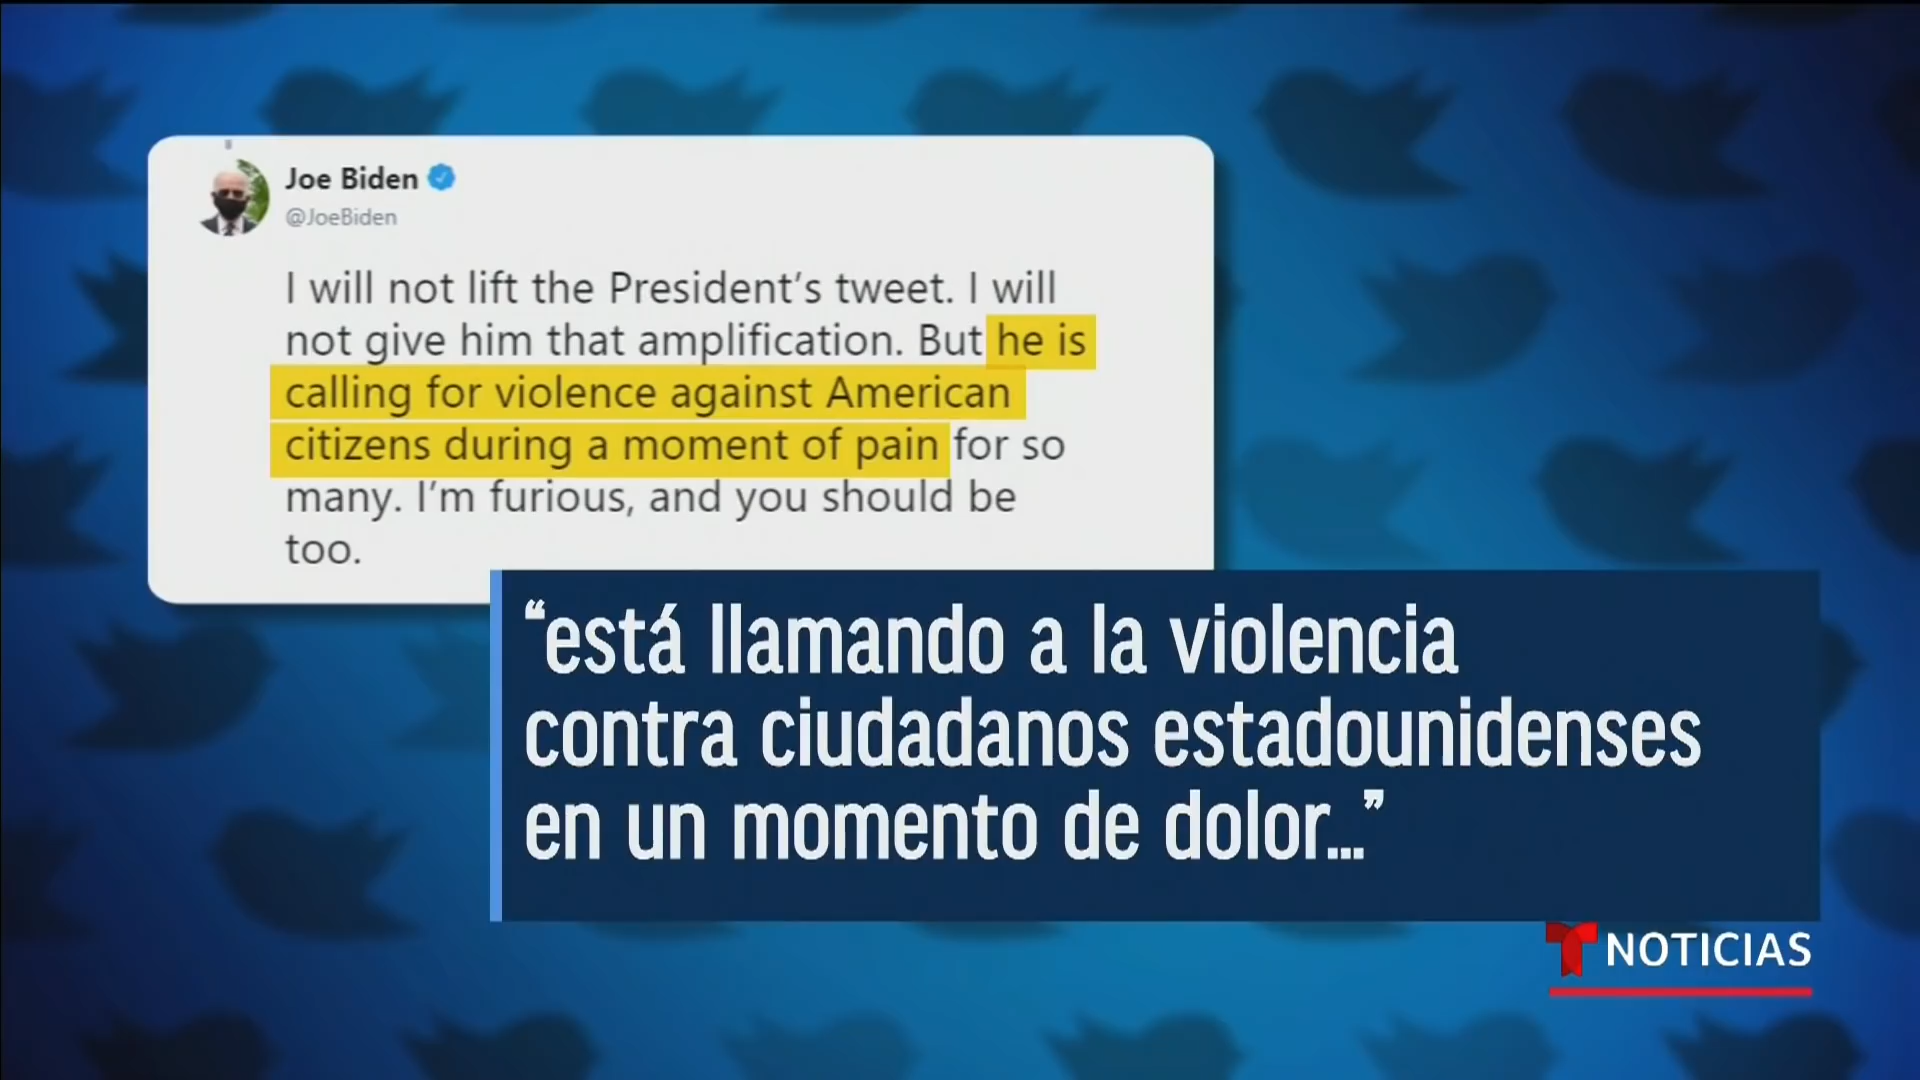 Joe Biden
@JoeBiden
I will not lift the President's tweet. I will
not give him that amplification. But he is
calling for violence against American
citizens during a moment of pain for so
many. I'm furious, and you should be
too.
“está llamando a la violencia
contra ciudadanos estadounidenses
en un momento de dolor...”
NOTICIAS